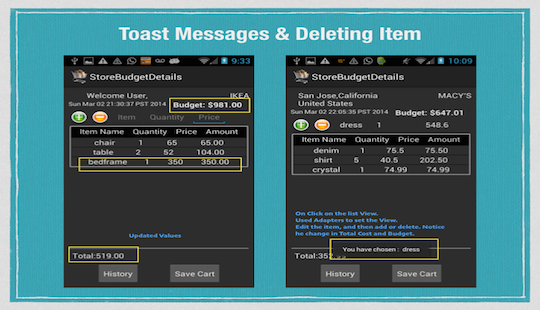 Toast Messages & Deleting Item
9:33
StoreBudgetDetails
Welcome User,
IKEA
Sun Mar 02 21:30:37 PST 2014
Budget: $981.00
Item Quantity Price
Item Name Quantity Price Amount
chair 1 65 65.00
table 2 52 104.00
bedframe 1 350 350.00
Updated Values
Total:519.00
History Save Cart
10:09
StoreBudgetDetails
San Jose,California
United States
MACY'S
Sun Mar 02 22:05:35 PST 2014
Budget: $647.01
dress 1 548.6
Item Name Quantity Price Amount
denim 1 75.5 75.50
shirt 5 40.5 202.50
crystal 1 74.99 74.99
On Click on the list View.
Used Adapters to set the View.
Edit the Item, and then add or delete. Notice
he change in Total Cost and Budget.
You have chosen : dress
Total:352.99
History Save Cart